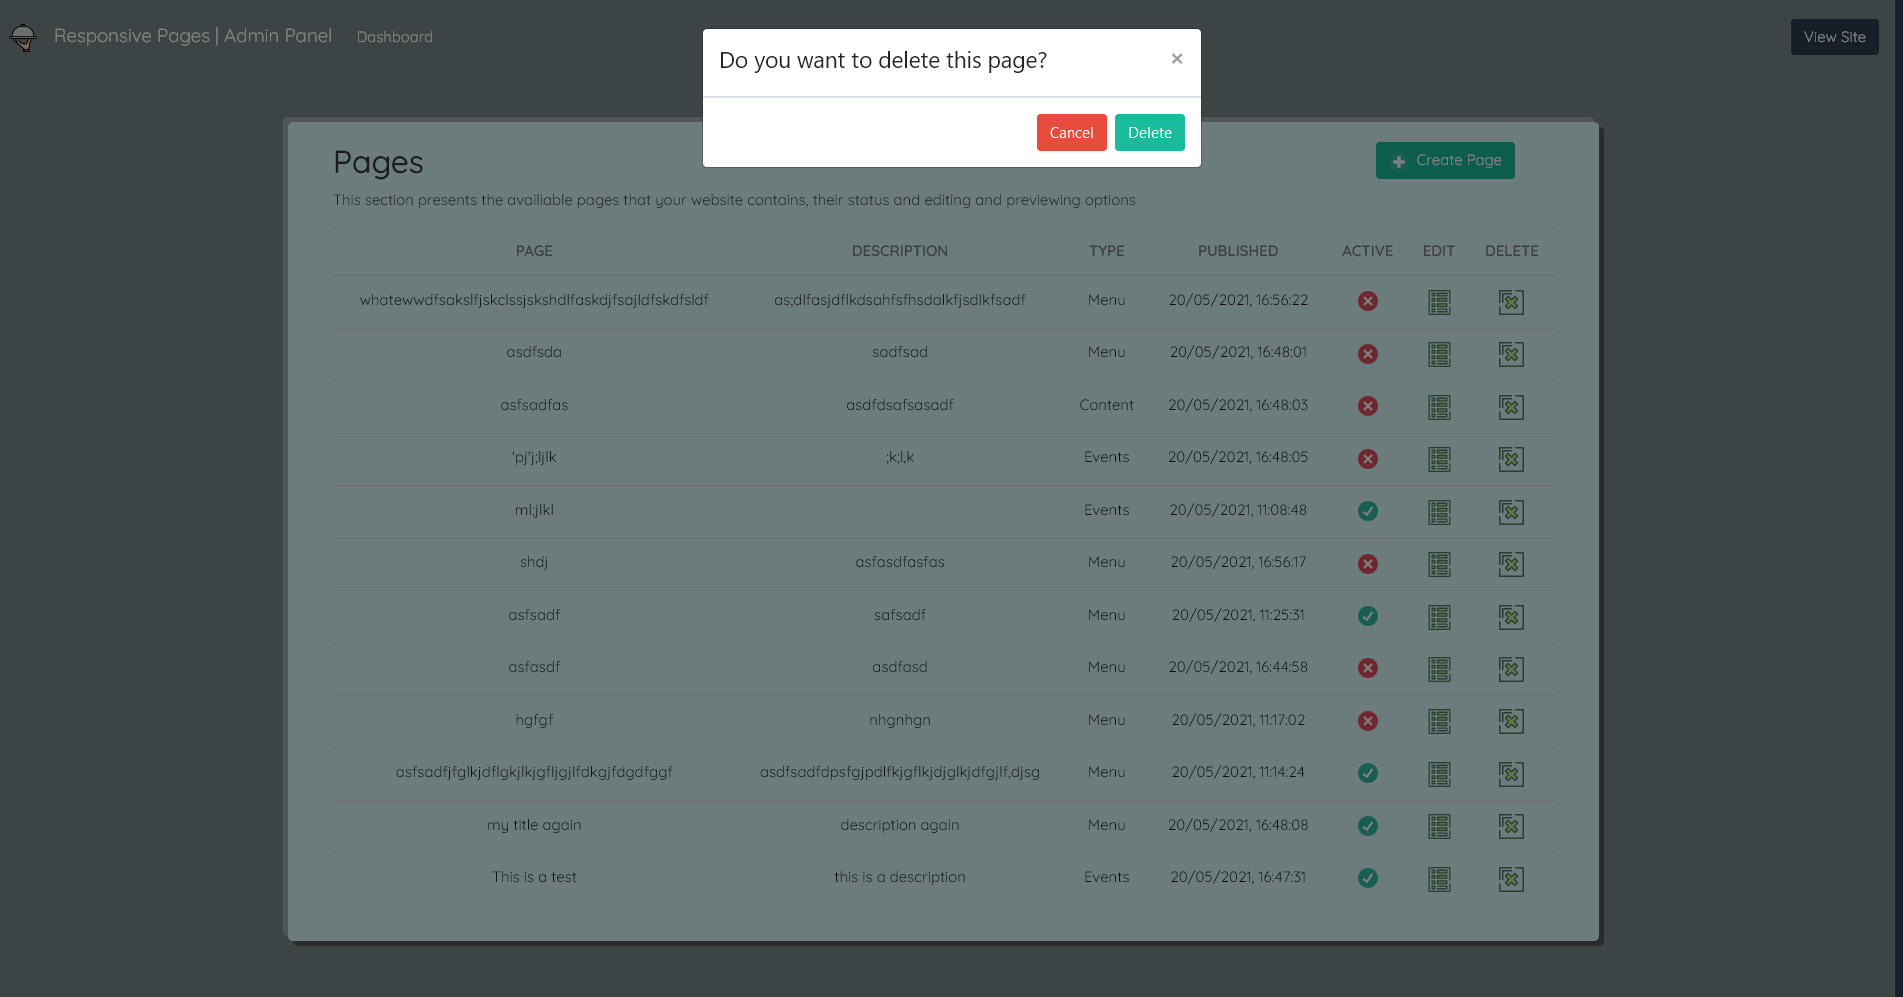 Responsive Pages | Admin Panel Dashboard
View Site
Do you want to delete this page? ×
Cancel Delete
Pages
Create Page
This section presents the availiable pages that your website contains, their status and editing and previewing options
PAGE DESCRIPTION TYPE PUBLISHED ACTIVE EDIT DELETE
whatewwdfsakslfjskclssjskshdlfaskdjfsajldfskdfsldf as;dlfasjdflkdsahfsfhsdalkfjsdlkfsadf Menu 20/05/2021, 16:56:22
asdfsda sadfsad Menu 20/05/2021, 16:48:01
asfsadfas asdfdsafsasadf Content 20/05/2021, 16:48:03
'pj'j;ljlk ;k;l,k Events 20/05/2021, 16:48:05
ml;jlkl Events 20/05/2021, 11:08:48
shdj asfasdfasfas Menu 20/05/2021, 16:56:17
asfsadf safsadf Menu 20/05/2021, 11:25:31
asfasdf asdfasd Menu 20/05/2021, 16:44:58
hgfgf nhgnhgn Menu 20/05/2021, 11:17:02
asfsadfjfglkjdflgkjlkjgfljgjlfdkgjfdgdfggf asdfsadfdpsfgjpdlfkjgflkjdjglkjdfgjlf,djsg Menu 20/05/2021, 11:14:24
my title again description again Menu 20/05/2021, 16:48:08
This is a test this is a description Events 20/05/2021, 16:47:31